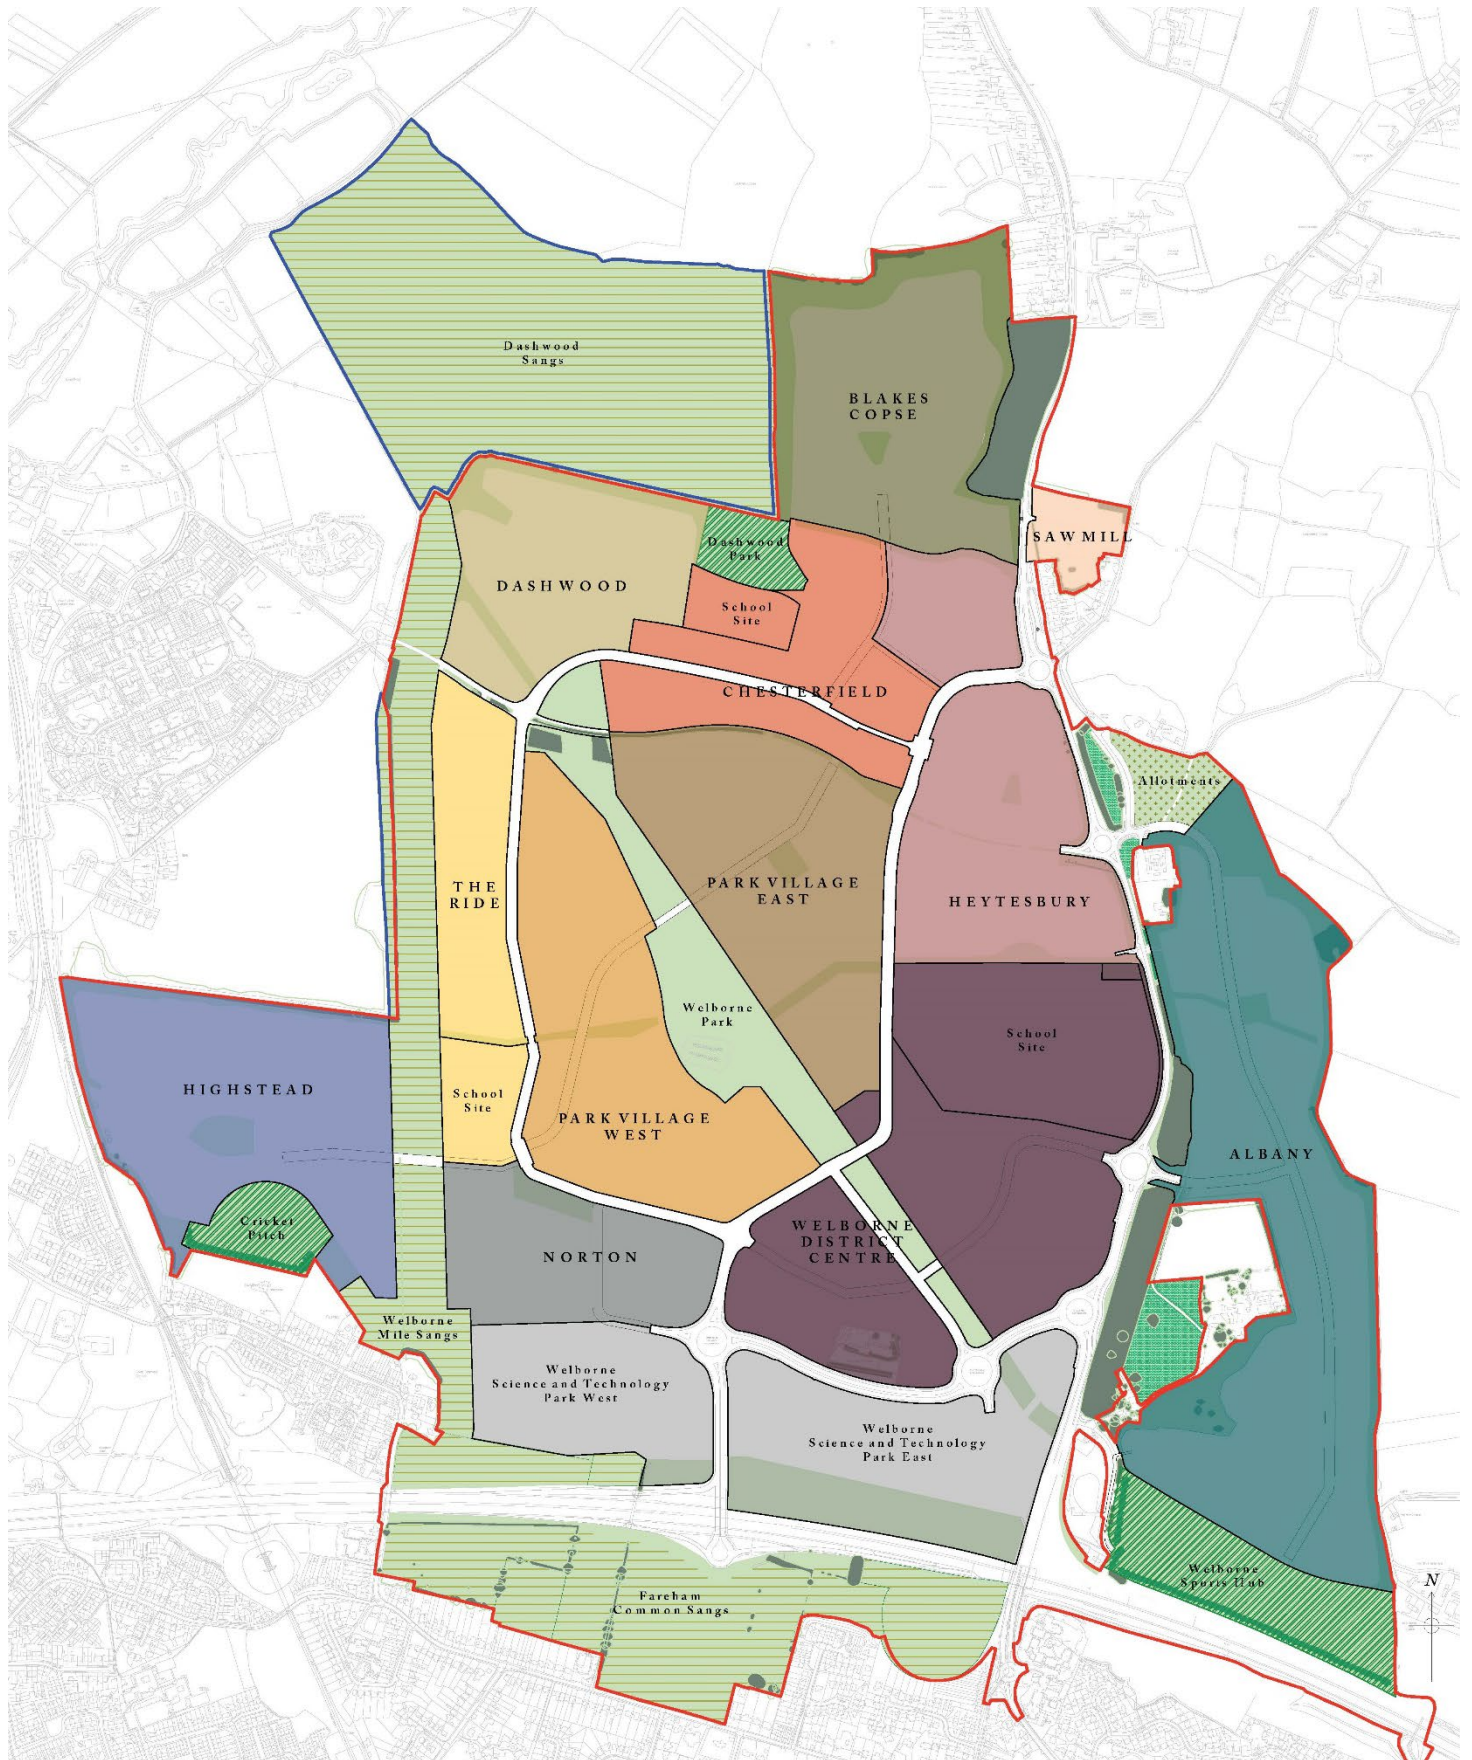 Dashwood
Sangs
BLAKES
COPSE
SAWMILL
Dashwood
Park
DASHWOOD
School
Site
CHESTERFIELD
Allotments
THE
RIDE
PARK VILLAGE
EAST
HEYTESBURY
Welborne
Park
School
Site
HIGHSTEAD
School
Site
PARK VILLAGE
WEST
ALBANY
Cricket
Pitch
NORTON
WELBORNE
DISTRICT
CENTRE
Welborne
Mile Sangs
Welborne
Science and Technology
Park West
Welborne
Science and Technology
Park East
Welborne
Sports Hub
Fareham
Common Sangs
N